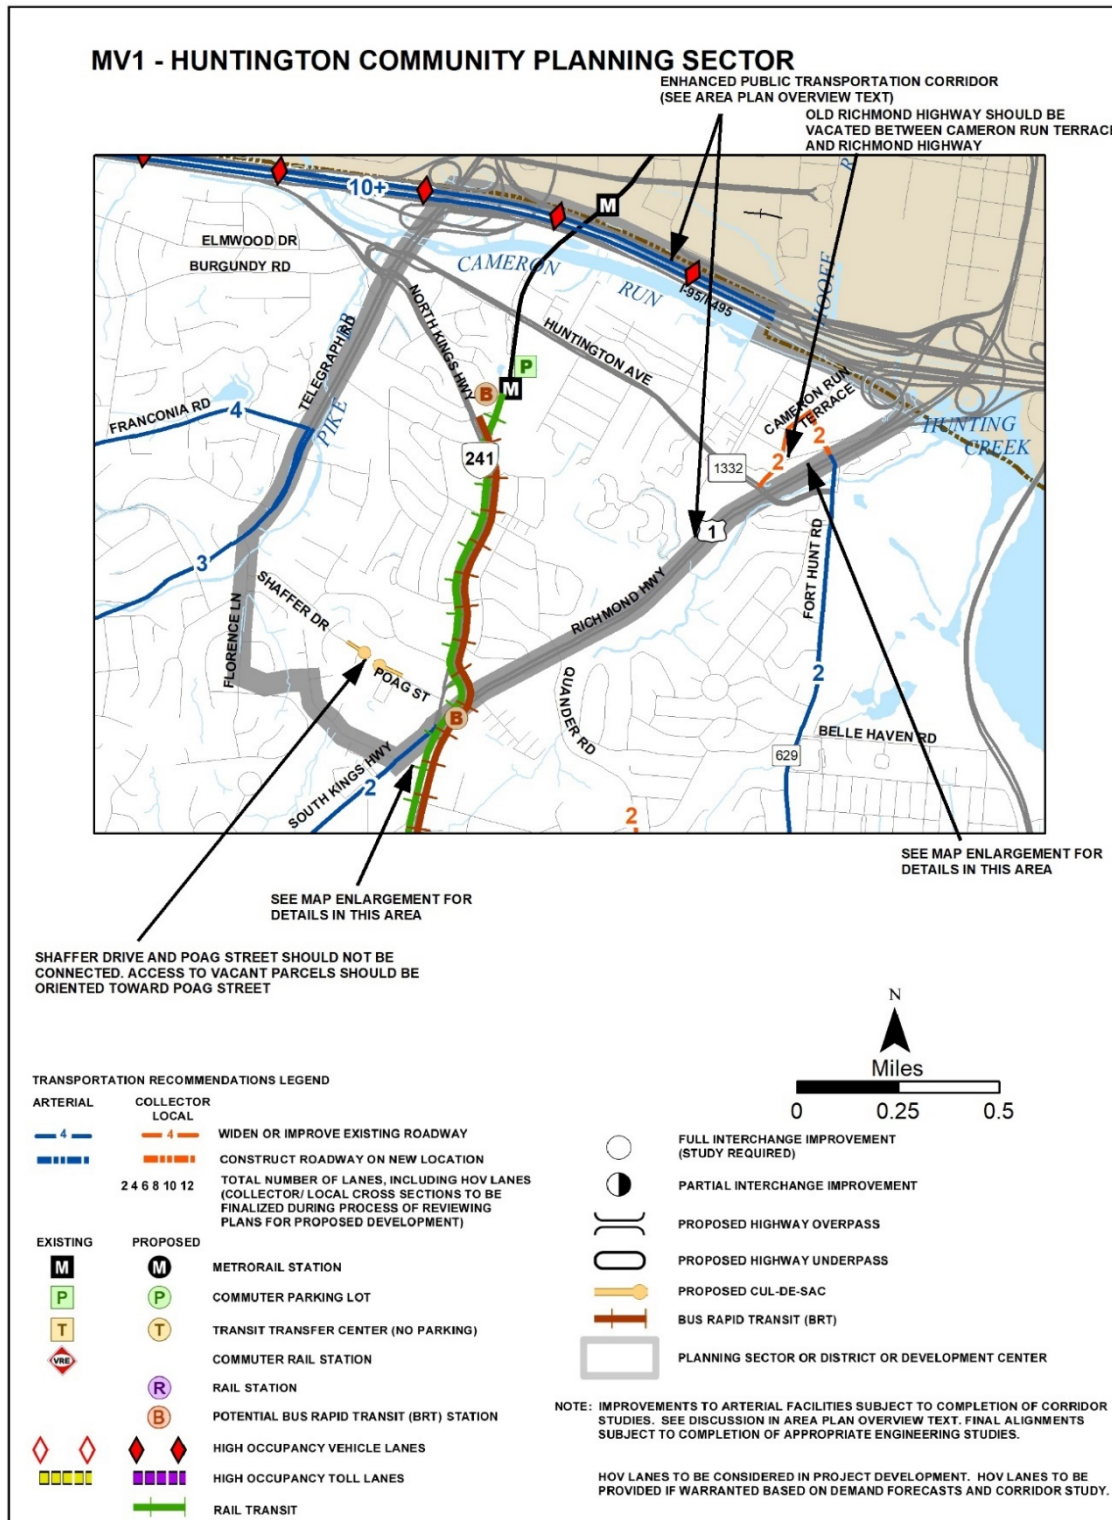 MV1 - HUNTINGTON COMMUNITY PLANNING SECTOR
ENHANCED PUBLIC TRANSPORTATION CORRIDOR
(SEE AREA PLAN OVERVIEW TEXT)
OLD RICHMOND HIGHWAY SHOULD BE
VACATED BETWEEN CAMERON RUN TERRACE
AND RICHMOND HIGHWAY
10+
M
ELMWOOD DR
BURGUNDY RD
CAMERON
RUN
I-95/I-495
HOOFF
R
NORTH KINGS HWY
HUNTINGTON AVE
TELEGRAPH RD
PIKE
P
M
B
FRANCONIA RD
4
CAMERON RUN
TERRACE
HUNTING
CREEK
2
2
241
1332
1
3
SHAFFER DR
FLORENCE LN
POAG ST
RICHMOND HWY
FORT HUNT RD
QUANDER RD
2
B
BELLE HAVEN RD
629
SOUTH KINGS HWY
2
2
SEE MAP ENLARGEMENT FOR
DETAILS IN THIS AREA
SEE MAP ENLARGEMENT FOR
DETAILS IN THIS AREA
SHAFFER DRIVE AND POAG STREET SHOULD NOT BE
CONNECTED. ACCESS TO VACANT PARCELS SHOULD BE
ORIENTED TOWARD POAG STREET
N
Miles
0 0.25 0.5
TRANSPORTATION RECOMMENDATIONS LEGEND
ARTERIAL
COLLECTOR
LOCAL
4 4 WIDEN OR IMPROVE EXISTING ROADWAY
CONSTRUCT ROADWAY ON NEW LOCATION
2 4 6 8 10 12 TOTAL NUMBER OF LANES, INCLUDING HOV LANES
(COLLECTOR/ LOCAL CROSS SECTIONS TO BE
FINALIZED DURING PROCESS OF REVIEWING
PLANS FOR PROPOSED DEVELOPMENT)
EXISTING PROPOSED
M M METRORAIL STATION
P P COMMUTER PARKING LOT
T T TRANSIT TRANSFER CENTER (NO PARKING)
VRE COMMUTER RAIL STATION
R RAIL STATION
B POTENTIAL BUS RAPID TRANSIT (BRT) STATION
HIGH OCCUPANCY VEHICLE LANES
HIGH OCCUPANCY TOLL LANES
RAIL TRANSIT
FULL INTERCHANGE IMPROVEMENT
(STUDY REQUIRED)
PARTIAL INTERCHANGE IMPROVEMENT
PROPOSED HIGHWAY OVERPASS
PROPOSED HIGHWAY UNDERPASS
PROPOSED CUL-DE-SAC
BUS RAPID TRANSIT (BRT)
PLANNING SECTOR OR DISTRICT OR DEVELOPMENT CENTER
NOTE: IMPROVEMENTS TO ARTERIAL FACILITIES SUBJECT TO COMPLETION OF CORRIDOR
STUDIES. SEE DISCUSSION IN AREA PLAN OVERVIEW TEXT. FINAL ALIGNMENTS
SUBJECT TO COMPLETION OF APPROPRIATE ENGINEERING STUDIES.
HOV LANES TO BE CONSIDERED IN PROJECT DEVELOPMENT. HOV LANES TO BE
PROVIDED IF WARRANTED BASED ON DEMAND FORECASTS AND CORRIDOR STUDY.